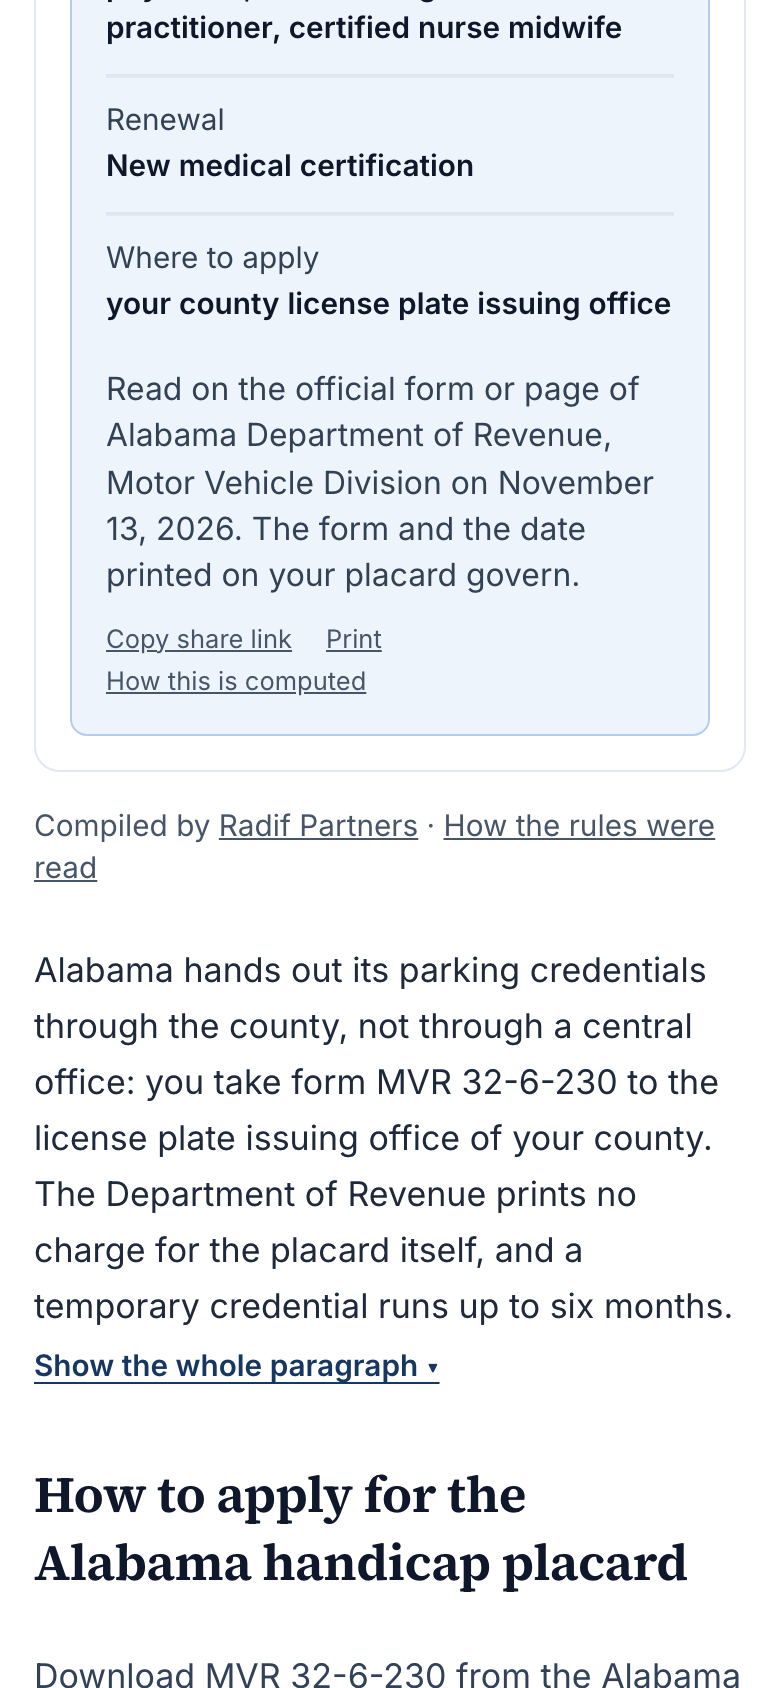 practitioner, certified nurse midwife
Renewal
New medical certification
Where to apply
your county license plate issuing office
Read on the official form or page of
Alabama Department of Revenue,
Motor Vehicle Division on November
13, 2026. The form and the date
printed on your placard govern.
Copy share link Print
How this is computed
Compiled by Radif Partners · How the rules were
read
Alabama hands out its parking credentials
through the county, not through a central
office: you take form MVR 32-6-230 to the
license plate issuing office of your county.
The Department of Revenue prints no
charge for the placard itself, and a
temporary credential runs up to six months.
Show the whole paragraph ▾
How to apply for the
Alabama handicap placard
Download MVR 32-6-230 from the Alabama